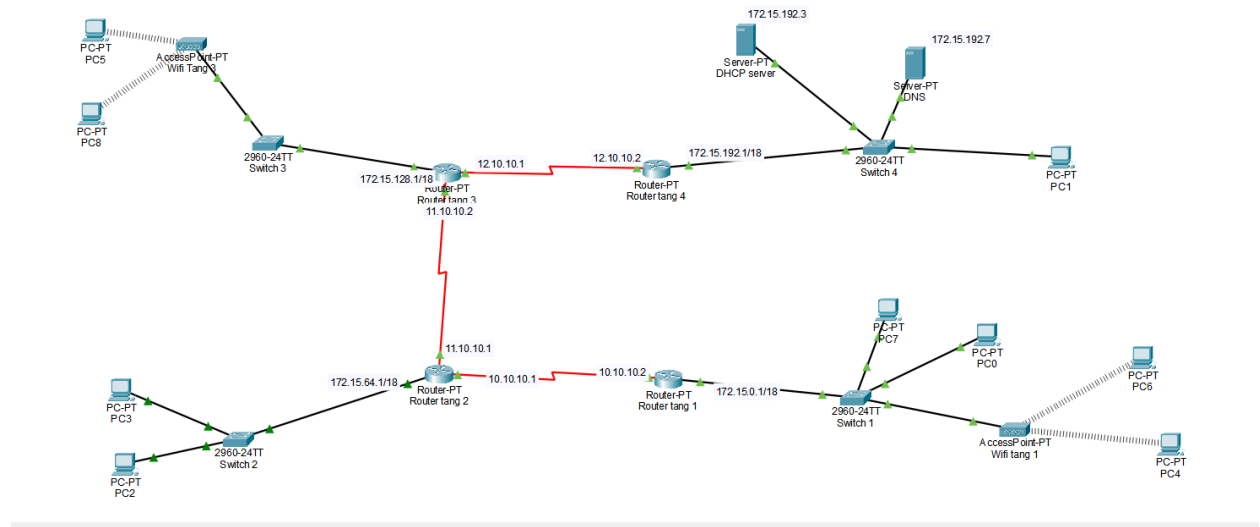 172.15.192.3
172.15.192.7
PC-PT
PC5
AccessPoint-PT
Wifi Tang 3
Server-PT
DHCP server
Server-PT
DNS
PC-PT
PC8
2960-24TT
Switch 3
12.10.10.1
12.10.10.2
172.15.192.1/18
2960-24TT
Switch 4
172.15.128.1/18
Router-PT
Router tang 3
Router-PT
Router tang 4
PC-PT
PC1
11.10.10.2
PC-PT
PC7
11.10.10.1
PC-PT
PC0
172.15.64.1/18
10.10.10.1
10.10.10.2
172.15.0.1/18
PC-PT
PC6
Router-PT
Router tang 2
Router-PT
Router tang 1
PC-PT
PC3
2960-24TT
Switch 1
2960-24TT
Switch 2
AccessPoint-PT
Wifi tang 1
PC-PT
PC2
PC-PT
PC4